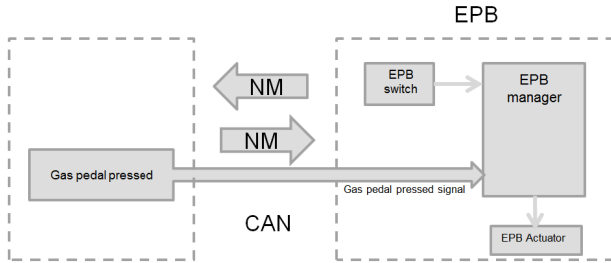 EPB
NM
EPB
switch
EPB
manager
NM
Gas pedal pressed
Gas pedal pressed signal
CAN
EPB Actuator